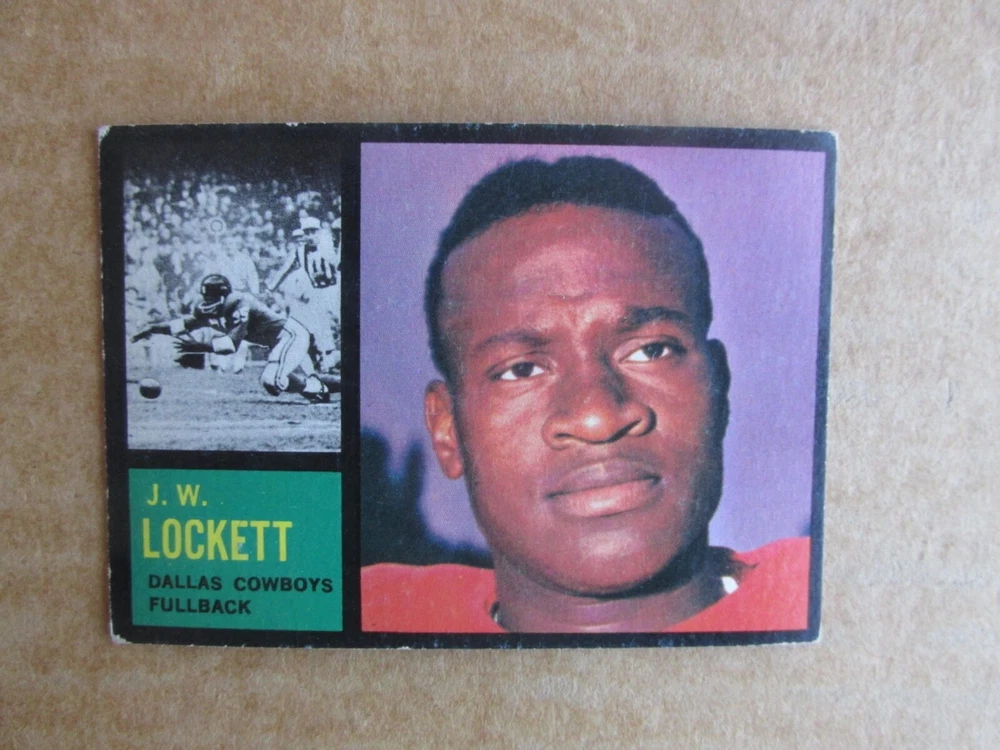 J. W.
LOCKETT
DALLAS COWBOYS
FULLBACK